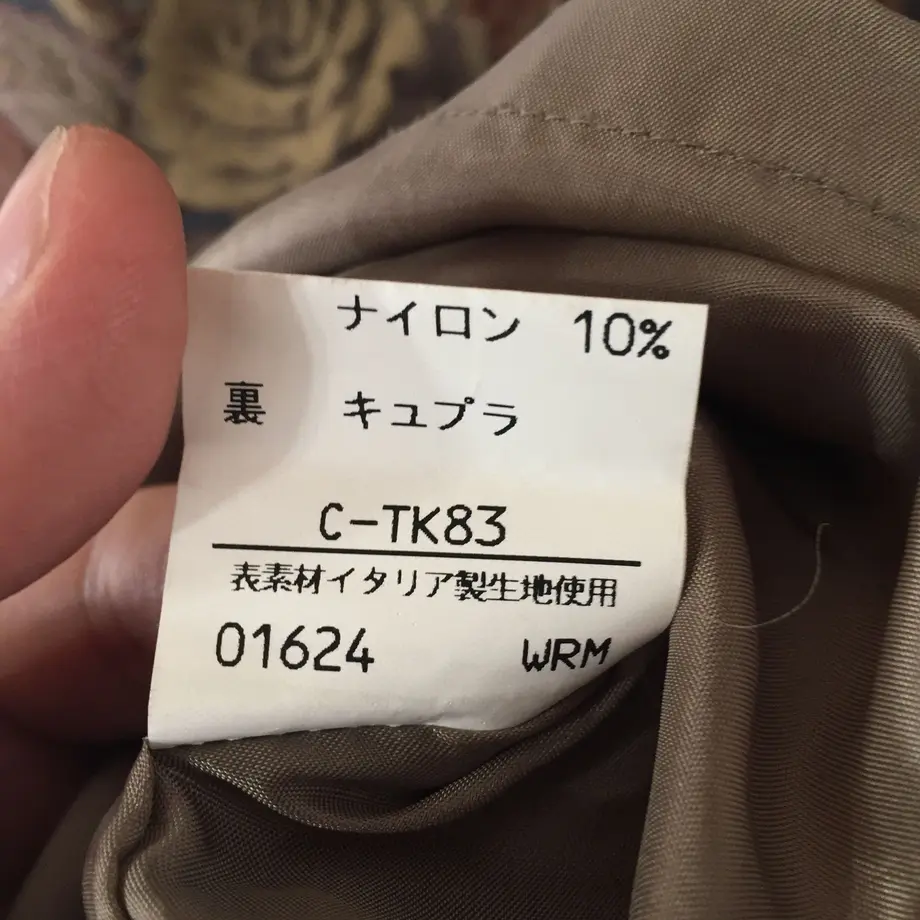 ナイロン 10%
裏 キュプラ
C-TK83
表素材イタリア製生地使用
01624 WRM